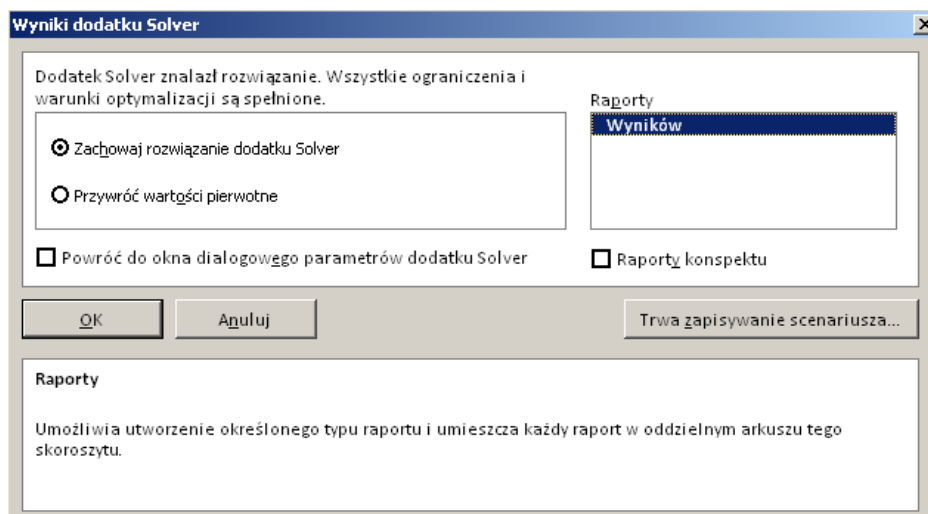 Wyniki dodatku Solver
Dodatek Solver znalazł rozwiązanie. Wszystkie ograniczenia i
warunki optymalizacji są spełnione.
Zachowaj rozwiązanie dodatku Solver
Przywróć wartości pierwotne
Powróć do okna dialogowego parametrów dodatku Solver
Raporty
Wyników
Raporty konspektu
OK
Anuluj
Trwa zapisywanie scenariusza...
Raporty
Umożliwia utworzenie określonego typu raportu i umieszcza każdy raport w oddzielnym arkuszu tego
skoroszytu.